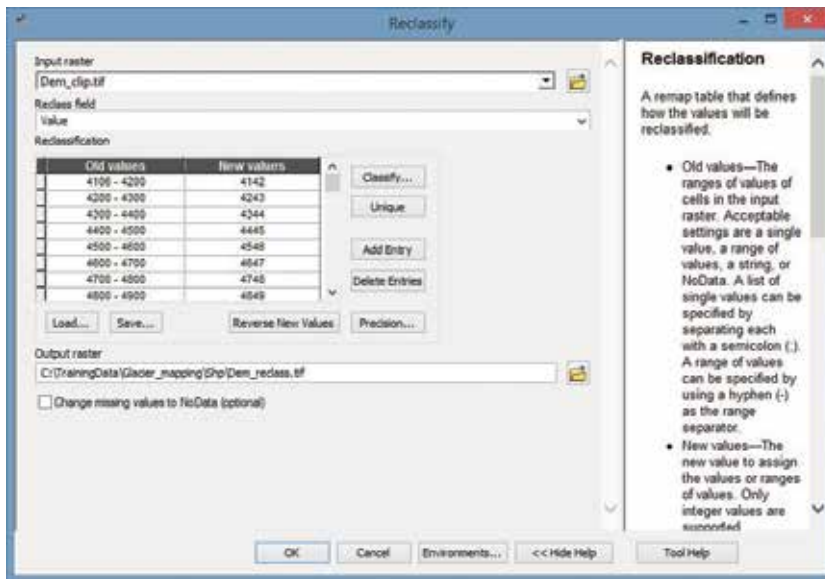 Reclassify
Input raster
Dem_clip.tif
Reclass field
Value
Reclassification
Old values New values
4106 - 4200 4142
4200 - 4300 4243
4300 - 4400 4344
4400 - 4500 4445
4500 - 4600 4546
4600 - 4700 4647
4700 - 4800 4748
4800 - 4900 4849
Classify...
Unique
Add Entry
Delete Entries
Load... Save... Reverse New Values Precision...
Output raster
C:\TrainingData\Glacier_mapping\Shp\Dem_reclass.tif
Change missing values to NoData (optional)
OK Cancel Environments... << Hide Help Tool Help
Reclassification
A remap table that defines
how the values will be
reclassified.
• Old values—The
ranges of values of
cells in the input
raster. Acceptable
settings are a single
value, a range of
values, a string, or
NoData. A list of
single values can be
specified by
separating each
with a semicolon (;).
A range of values
can be specified by
using a hyphen (-)
as the range
separator.
• New values—The
new value to assign
the values or ranges
of values. Only
integer values are
supported